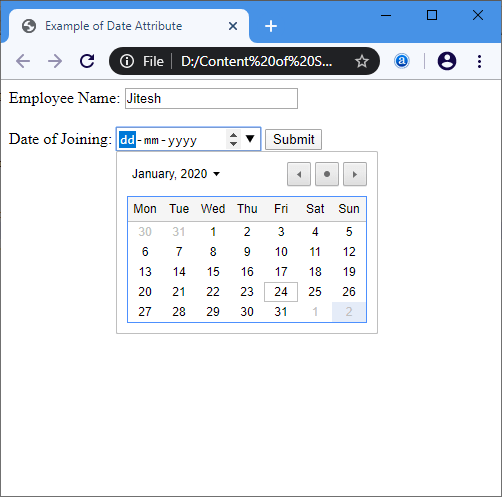 Example of Date Attribute
File D:/Content%20of%20S...
Employee Name: Jitesh
Date of Joining: dd-mm-yyyy Submit
January, 2020
Mon Tue Wed Thu Fri Sat Sun
30 31 1 2 3 4 5
6 7 8 9 10 11 12
13 14 15 16 17 18 19
20 21 22 23 24 25 26
27 28 29 30 31 1 2